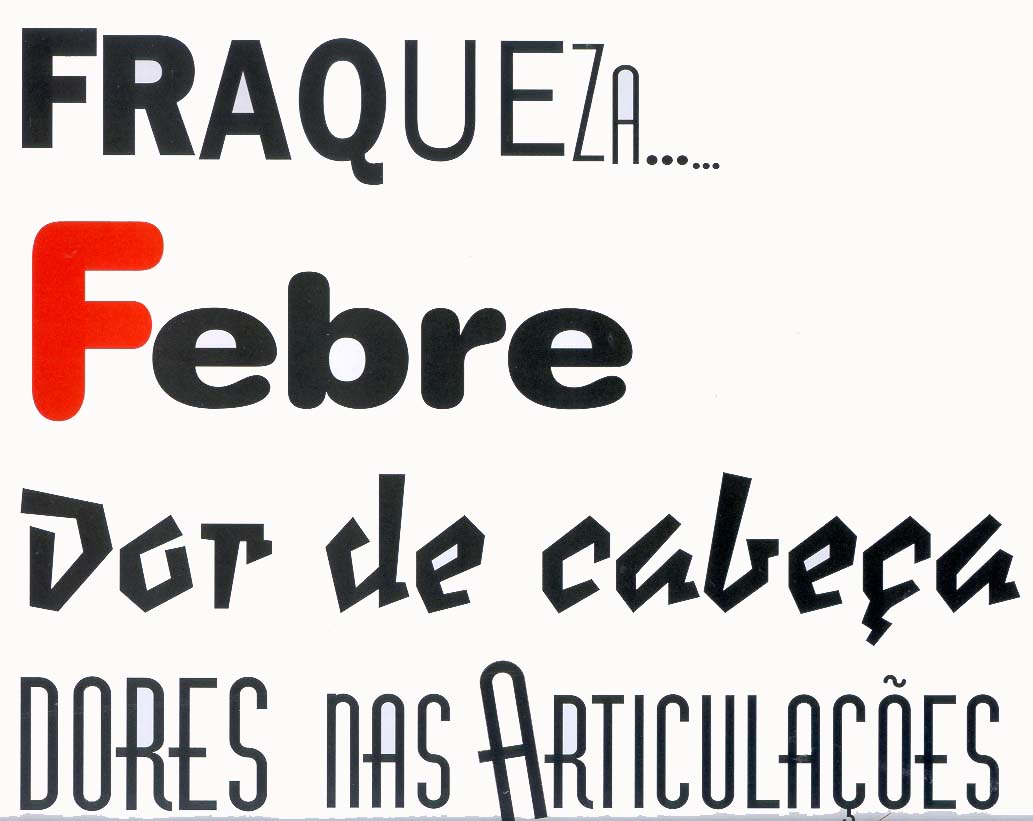 FRAQUEZA......
Febre
Dor de cabeça
DORES nAS ARTICULAÇÕES